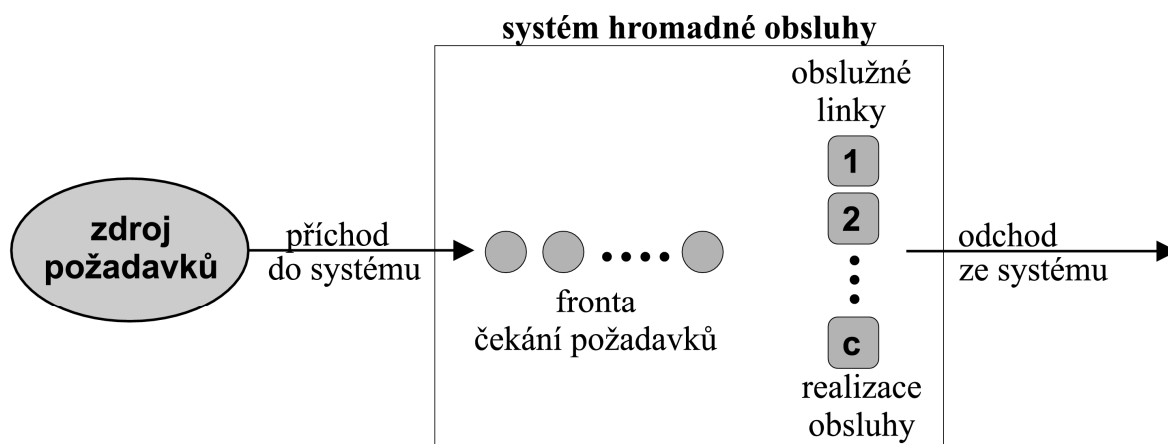 systém hromadné obsluhy
zdroj
požadavků
příchod
do systému
fronta
čekání požadavků
obslužné
linky
1
2
c
realizace
obsluhy
odchod
ze systému